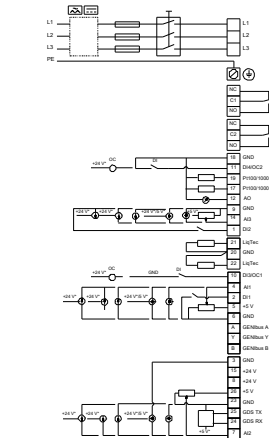 L1 L1
L2 L2
L3 L3
PE
NC
C1
NO
NC
C2
NO
+24 V* OC DI 18 GND
11 DI4/OC2
19 Pt100/1000
17 Pt100/1000
12 AO
9 GND
+24 V* +24 V* +24 V*/5 V* 14 AI3
1 DI2
21 LiqTec
20 GND
22 LiqTec
+24 V* OC GND DI 10 DI3/OC1
4 AI1
+24 V* +24 V* +24 V*/5 V* 2 DI1
5 +5 V
6 GND
A GENIbus A
Y GENIbus Y
B GENIbus B
3 GND
15 +24 V
8 +24 V
26 +5 V
23 GND
+24 V* +24 V* +24 V*/5 V* 25 GDS TX
24 GDS RX
+5 V* 7 AI2